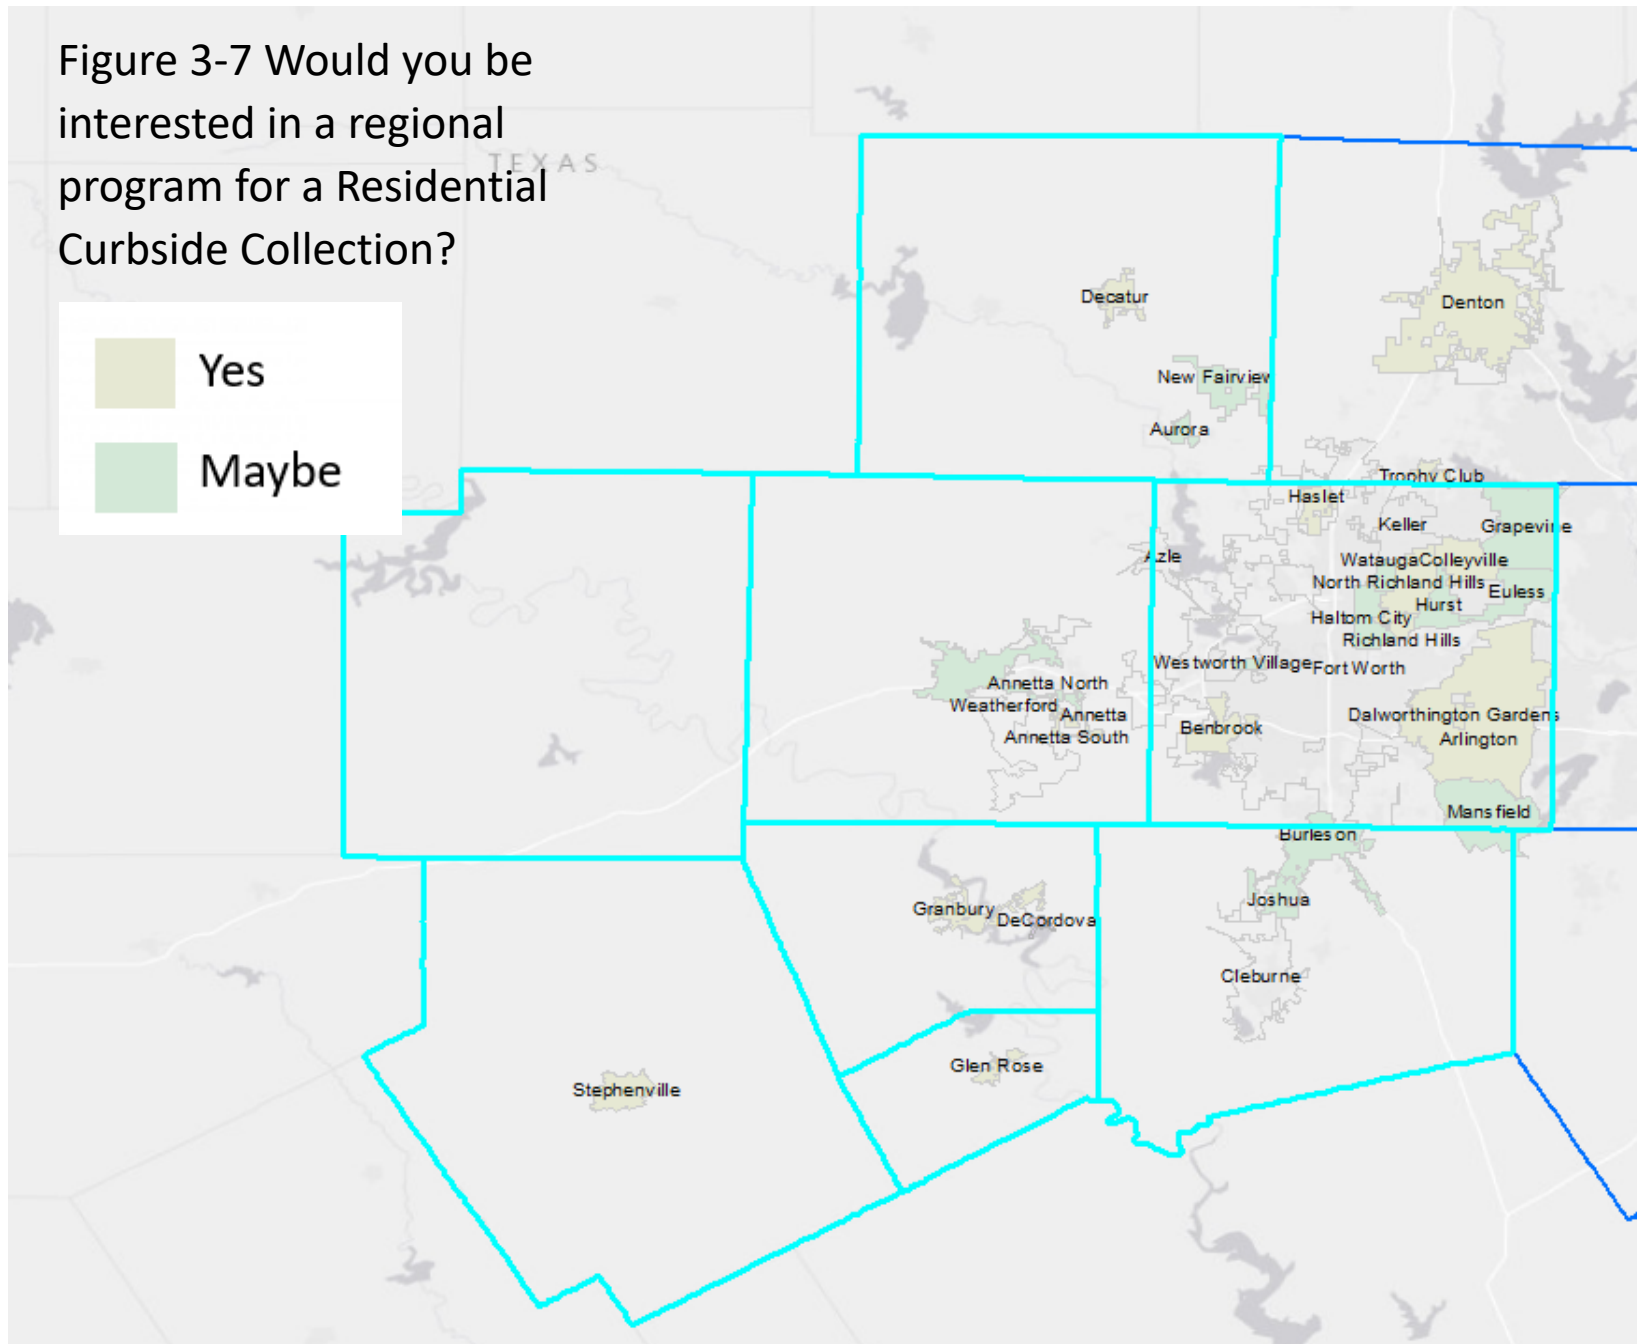 Figure 3-7 Would you be
interested in a regional
program for a Residential
Curbside Collection?
TEXAS
Yes
Maybe
Decatur
Denton
New Fairview
Aurora
Trophy Club
Haslet
Keller
Grapevine
Azle
Watauga
Colleyville
North Richland Hills
Euless
Hurst
Haltom City
Richland Hills
Westworth Village
Fort Worth
Annetta North
Weatherford
Annetta
Annetta South
Benbrook
Dalworthington Gardens
Arlington
Mansfield
Burleson
Joshua
Granbury
DeCordova
Cleburne
Glen Rose
Stephenville